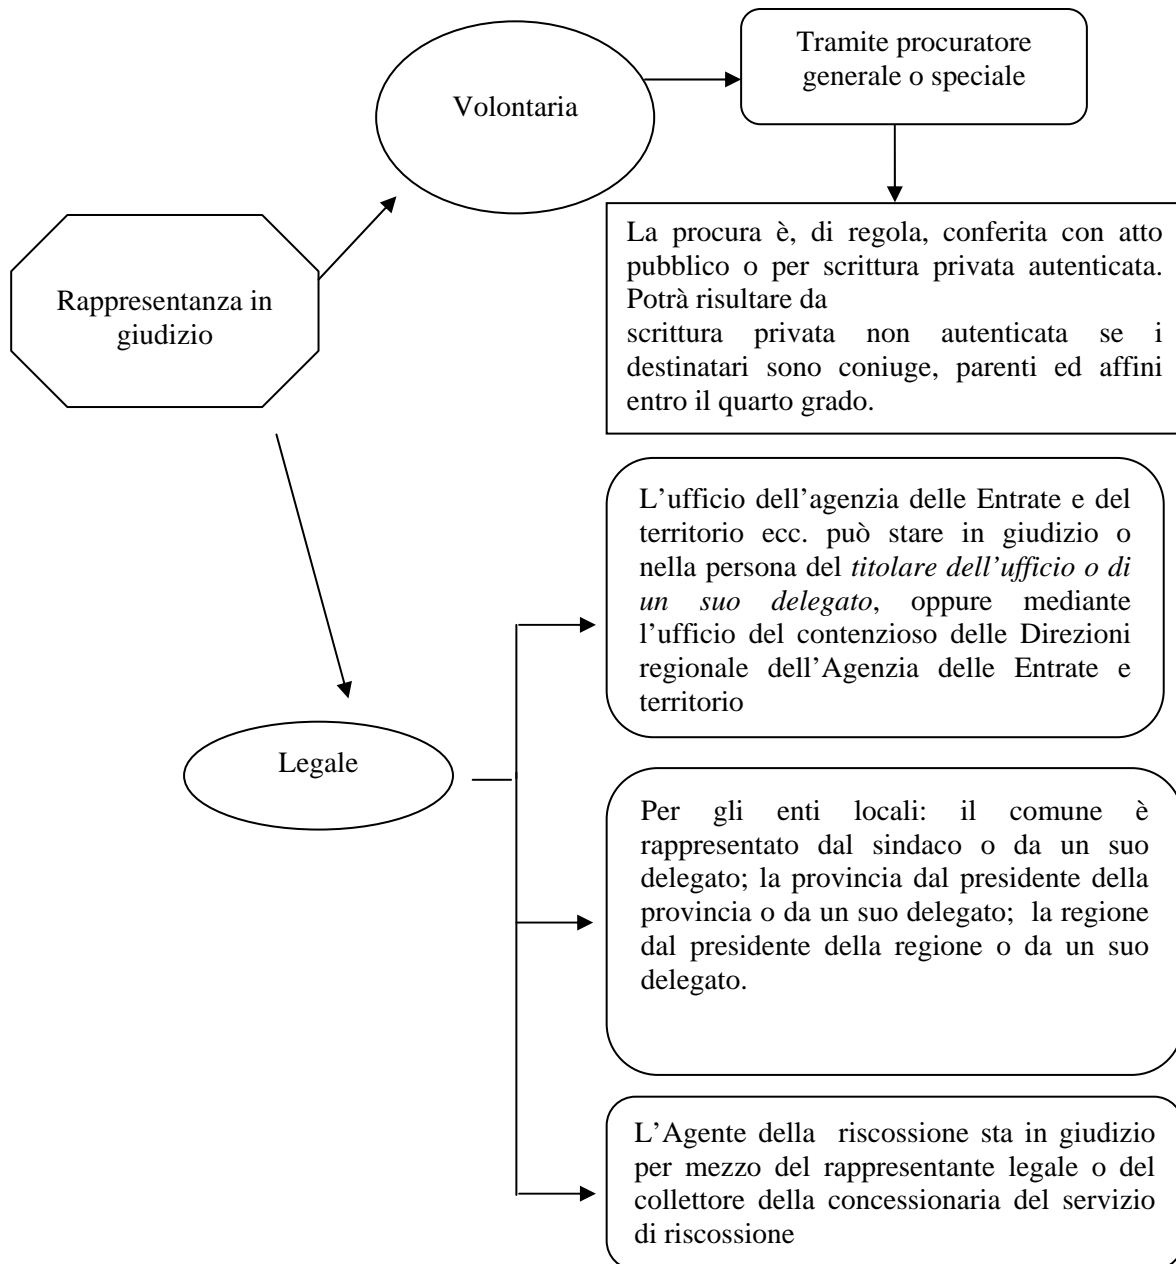 Tramite procuratore
generale o speciale
Volontaria
La procura è, di regola, conferita con atto
pubblico o per scrittura privata autenticata.
Potrà risultare da
scrittura privata non autenticata se i
destinatari sono coniuge, parenti ed affini
entro il quarto grado.
Rappresentanza in
giudizio
L’ufficio dell’agenzia delle Entrate e del
territorio ecc. può stare in giudizio o
nella persona del titolare dell’ufficio o di
un suo delegato, oppure mediante
l’ufficio del contenzioso delle Direzioni
regionale dell’Agenzia delle Entrate e
territorio
Legale
Per gli enti locali: il comune è
rappresentato dal sindaco o da un suo
delegato; la provincia dal presidente della
provincia o da un suo delegato; la regione
dal presidente della regione o da un suo
delegato.
L’Agente della riscossione sta in giudizio
per mezzo del rappresentante legale o del
collettore della concessionaria del servizio
di riscossione